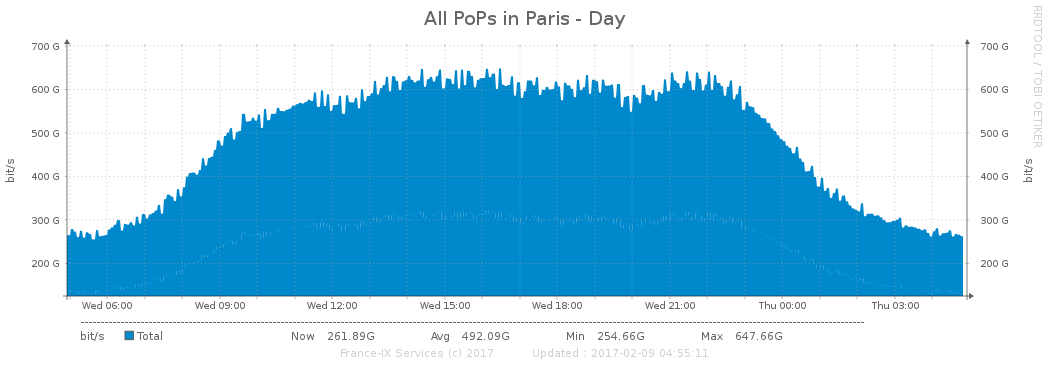 All PoPs in Paris - Day
RRDTOOL / TOBI OETIKER
700 G 700 G
600 G 600 G
500 G 500 G
400 G 400 G
300 G 300 G
200 G 200 G
bit/s bit/s
Wed 06:00 Wed 09:00 Wed 12:00 Wed 15:00 Wed 18:00 Wed 21:00 Thu 00:00 Thu 03:00
bit/s Total Now 261.89G Avg 492.09G Min 254.66G Max 647.66G
France-IX Services (c) 2017 Updated : 2017-02-09 04:55:11